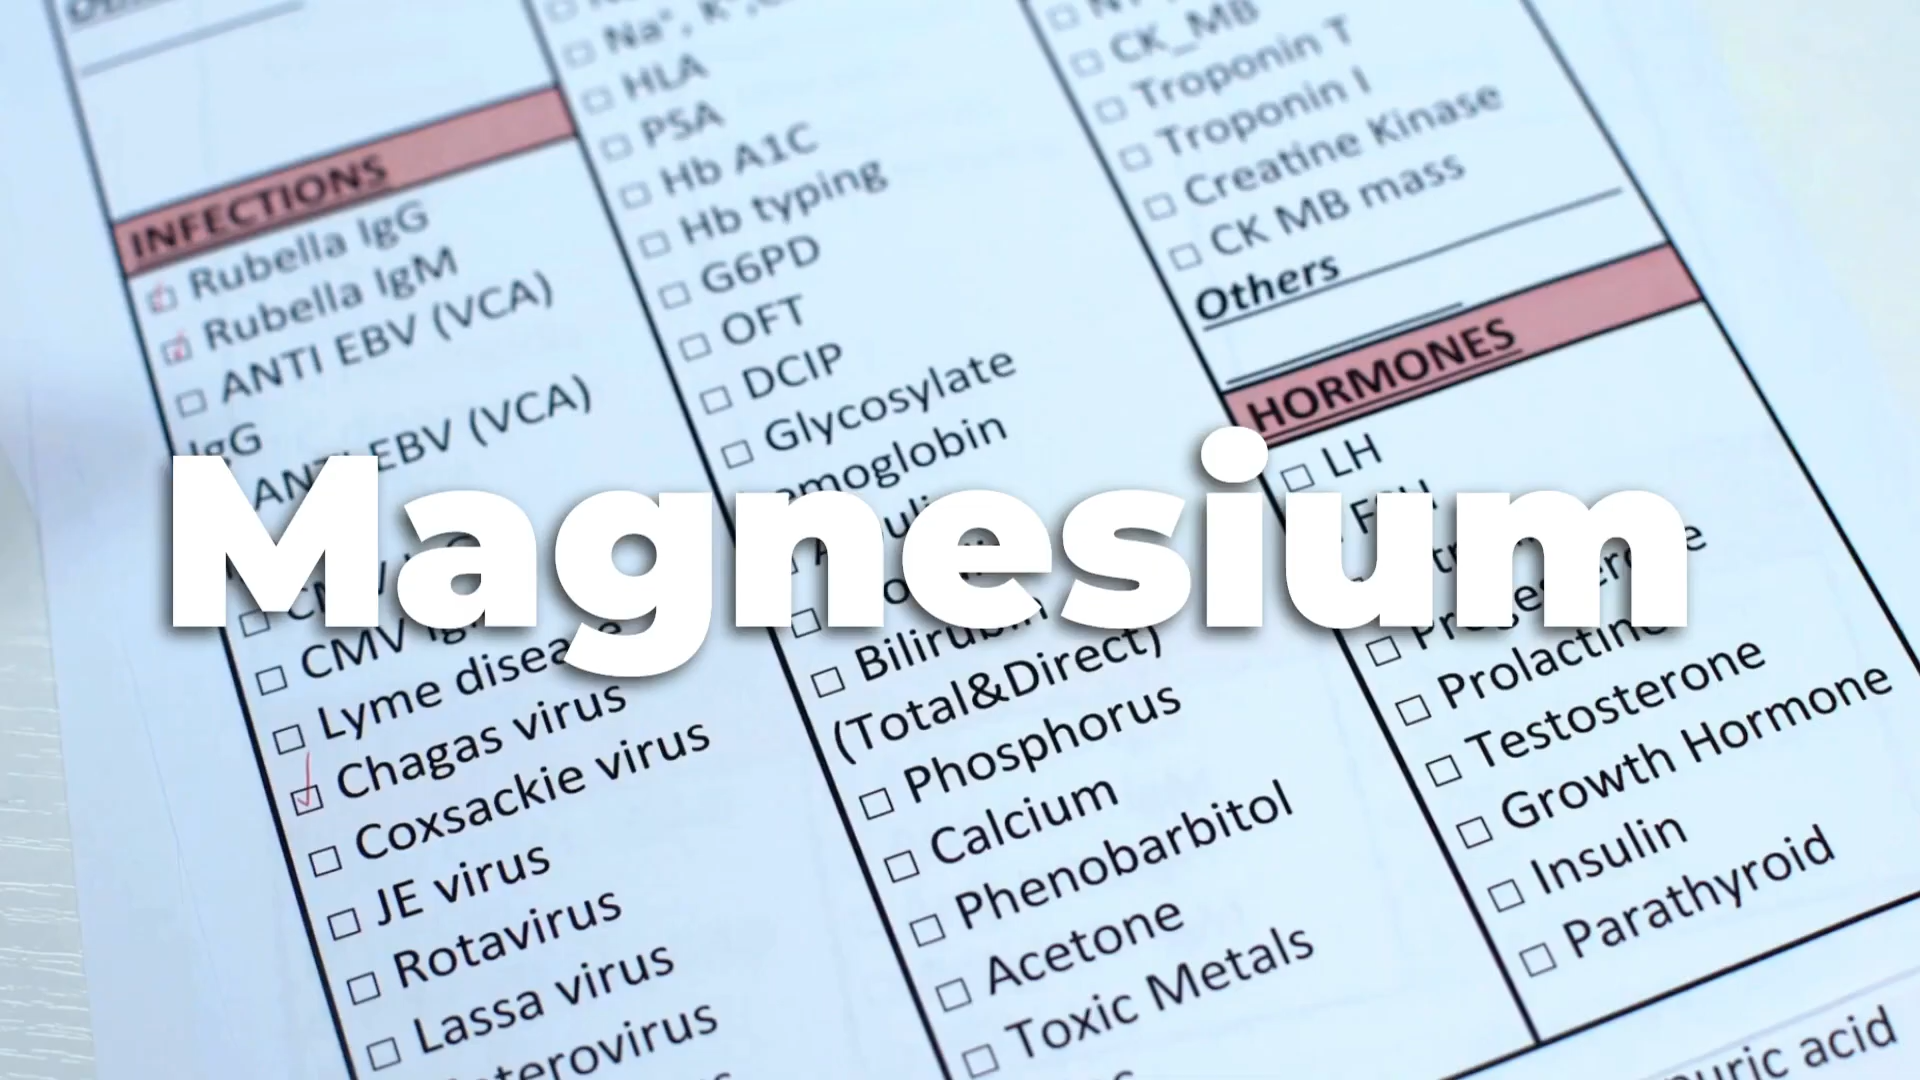 Magnesium
INFECTIONS
Rubella IgG
Rubella IgM
ANTI EBV (VCA)
IgG
EBV (VCA)
CMV
Lyme disease
Chagas virus
Coxsackie virus
JE virus
Rotavirus
Lassa virus
HLA
PSA
Hb A1C
Hb typing
G6PD
OFT
DCIP
Glycosylate
Bilirubin
(Total&Direct)
Phosphorus
Calcium
Phenobarbitol
Acetone
Toxic Metals
CK_MB
Troponin T
Troponin I
Creatine Kinase
CK MB mass
Others
HORMONES
LH
Prolactine
Testosterone
Growth Hormone
Insulin
Parathyroid
acid